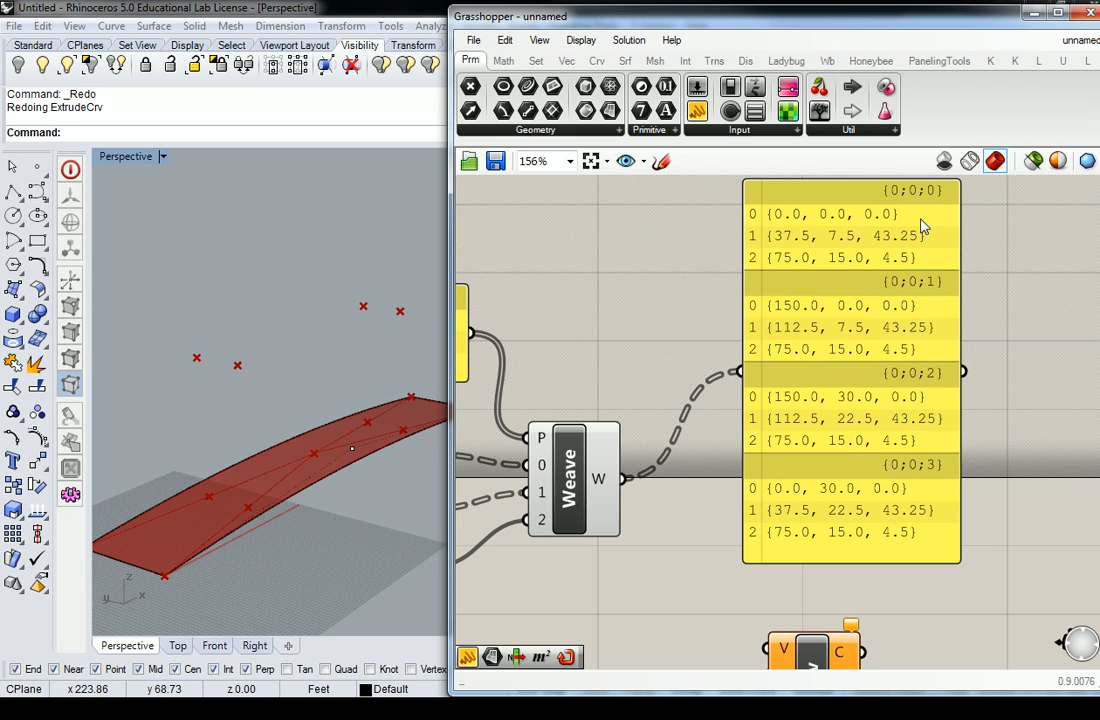 Untitled - Rhinoceros 5.0 Educational Lab License - [Perspective]
File Edit View Curve Surface Solid Mesh Dimension Transform Tools Analyz
Standard CPlanes Set View Display Select Viewport Layout Visibility Transform
Command: _Redo
Redoing ExtrudeCrv
Command:
Perspective
z
y x
Perspective Top Front Right
End Near Point Mid Cen Int Perp Tan Quad Knot Vertex
CPlane x 223.86 y 68.73 z 0.00 Feet Default
Grasshopper - unnamed
File Edit View Display Solution Help unnamed
Prm Math Set Vec Crv Srf Msh Int Trns Dis Ladybug Wb Honeybee PanelingTools K K L U L
Geometry Primitive Input Util
156%
{0;0;0}
0 {0.0, 0.0, 0.0}
1 {37.5, 7.5, 43.25}
2 {75.0, 15.0, 4.5}
{0;0;1}
0 {150.0, 0.0, 0.0}
1 {112.5, 7.5, 43.25}
2 {75.0, 15.0, 4.5}
{0;0;2}
0 {150.0, 30.0, 0.0}
1 {112.5, 22.5, 43.25}
2 {75.0, 15.0, 4.5}
{0;0;3}
0 {0.0, 30.0, 0.0}
1 {37.5, 22.5, 43.25}
2 {75.0, 15.0, 4.5}
P
0
1
2
Weave
W
V C
0.9.0076